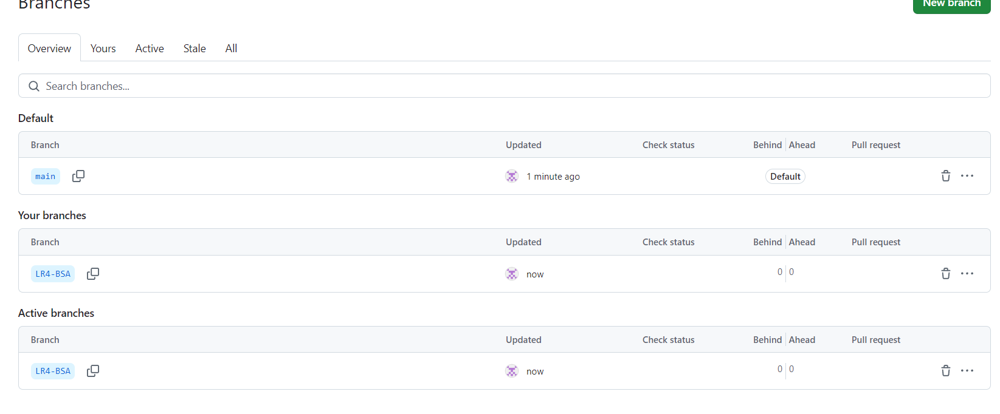 Branches
New branch
Overview Yours Active Stale All
Search branches...
Default
Branch Updated Check status Behind Ahead Pull request
main 1 minute ago Default
Your branches
Branch Updated Check status Behind Ahead Pull request
LR4-BSA now 0 0
Active branches
Branch Updated Check status Behind Ahead Pull request
LR4-BSA now 0 0